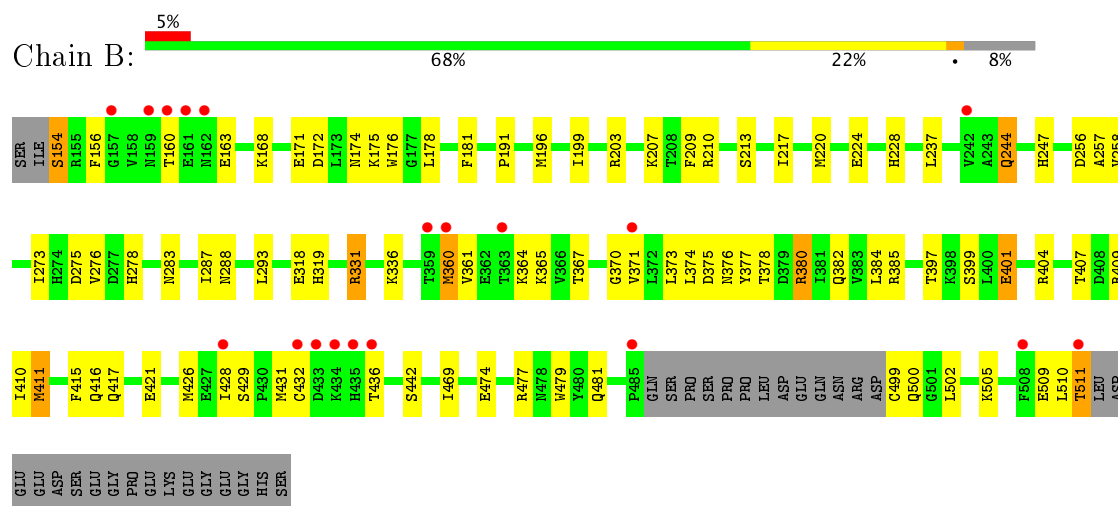 5%
Chain B:
68% 22% • 8%
SER ILE S154 R155 F156 G157 V158 N159 T160 E161 N162 E163 K168 E171 D172 L173 N174 K175 W176 G177 L178 F181 P191 M196 I199 R203 K207 T208 F209 R210 S213 I217 M220 E224 H228 L237 V242 A243 Q244 H247 D256 A257 V258
I273 H274 D275 V276 D277 H278 N283 I287 N288 L293 E318 H319 R331 K336 T359 M360 V361 E362 T363 K364 K365 V366 T367 G370 V371 L372 L373 L374 D375 N376 Y377 T378 D379 R380 I381 Q382 V383 L384 R385 T397 K398 S399 L400 E401 R404 T407 D408 R409
I410 M411 F415 Q416 Q417 E421 M426 E427 I428 S429 P430 M431 C432 D433 K434 H435 T436 S442 I469 E474 R477 N478 W479 Y480 Q481 P485 GLN SER PRO SER PRO PRO PRO LEU ASP GLU GLN ASN ARG ASP C499 Q500 G501 L502 K505 F508 E509 L510 T511 LEU ASP
GLU GLU ASP SER GLU GLY PRO GLU LYS GLU GLY GLU GLY HIS SER